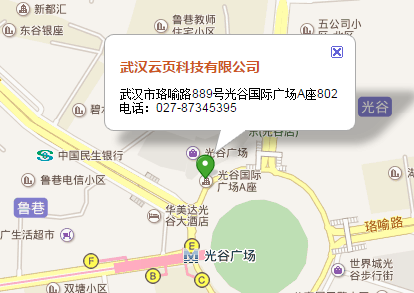 新都汇
东谷银座
鲁巷教师
住宅小区
五公司小
武汉云页科技有限公司
武汉市珞喻路889号光谷国际广场A座802
电话：027-87345395
光谷
碧水
光谷广场
中国民生银行
鲁巷电信小区
光谷国际
广场A座
鲁巷
华美达光
谷大酒店
珞喻路
广生活超市
F
E
光谷广场
B
C
双塘小区
世界城光
谷步行街